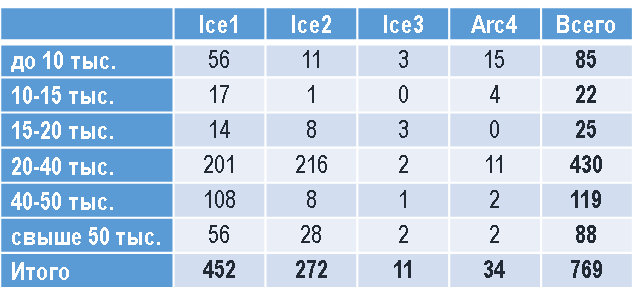 Ice1 Ice2 Ice3 Arc4 Всего
до 10 тыс. 56 11 3 15 85
10-15 тыс. 17 1 0 4 22
15-20 тыс. 14 8 3 0 25
20-40 тыс. 201 216 2 11 430
40-50 тыс. 108 8 1 2 119
свыше 50 тыс. 56 28 2 2 88
Итого 452 272 11 34 769